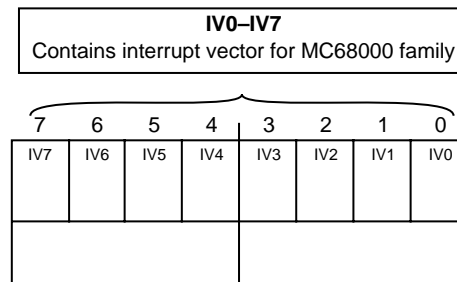 IV0–IV7
Contains interrupt vector for MC68000 family
7 6 5 4 3 2 1 0
IV7 IV6 IV5 IV4 IV3 IV2 IV1 IV0